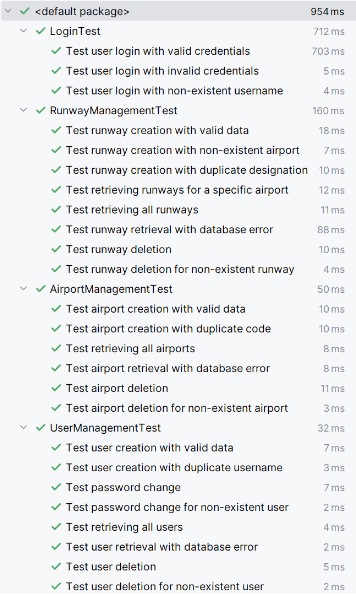 <default package> 954 ms
LoginTest 712 ms
Test user login with valid credentials 703 ms
Test user login with invalid credentials 5 ms
Test user login with non-existent username 4 ms
RunwayManagementTest 160 ms
Test runway creation with valid data 18 ms
Test runway creation with non-existent airport 7 ms
Test runway creation with duplicate designation 10 ms
Test retrieving runways for a specific airport 12 ms
Test retrieving all runways 11 ms
Test runway retrieval with database error 88 ms
Test runway deletion 10 ms
Test runway deletion for non-existent runway 4 ms
AirportManagementTest 50 ms
Test airport creation with valid data 10 ms
Test airport creation with duplicate code 10 ms
Test retrieving all airports 8 ms
Test airport retrieval with database error 8 ms
Test airport deletion 11 ms
Test airport deletion for non-existent airport 3 ms
UserManagementTest 32 ms
Test user creation with valid data 7 ms
Test user creation with duplicate username 3 ms
Test password change 7 ms
Test password change for non-existent user 2 ms
Test retrieving all users 4 ms
Test user retrieval with database error 2 ms
Test user deletion 5 ms
Test user deletion for non-existent user 2 ms